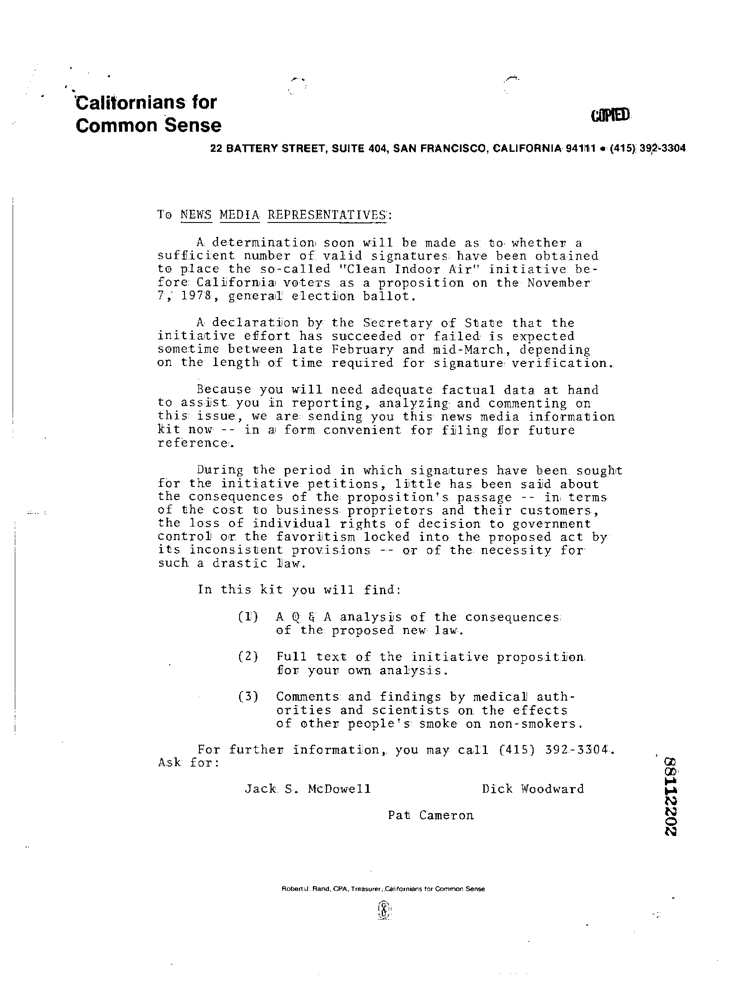 Californians for
Common Sense
COPIED
22 BATTERY STREET, SUITE 404, SAN FRANCISCO, CALIFORNIA 94111 • (415) 392-3304
To NEWS MEDIA REPRESENTATIVES:
A determination soon will be made as to whether a
sufficient number of valid signatures have been obtained
to place the so-called "Clean Indoor Air" initiative be-
fore California voters as a proposition on the November
7, 1978, general election ballot.
A declaration by the Secretary of State that the
initiative effort has succeeded or failed is expected
sometime between late February and mid-March, depending
on the length of time required for signature verification.
Because you will need adequate factual data at hand
to assist you in reporting, analyzing and commenting on
this issue, we are sending you this news media information
kit now -- in a form convenient for filing for future
reference.
During the period in which signatures have been sought
for the initiative petitions, little has been said about
the consequences of the proposition's passage -- in terms
of the cost to business proprietors and their customers,
the loss of individual rights of decision to government
control or the favoritism locked into the proposed act by
its inconsistent provisions -- or of the necessity for
such a drastic law.
In this kit you will find:
(1) A Q & A analysis of the consequences
of the proposed new law.
(2) Full text of the initiative proposition
for your own analysis.
(3) Comments and findings by medical auth-
orities and scientists on the effects
of other people's smoke on non-smokers.
For further information, you may call (415) 392-3304.
Ask for:
Jack S. McDowell Dick Woodward
Pat Cameron
88112202
Robert J. Rand, CPA, Treasurer, Californians for Common Sense